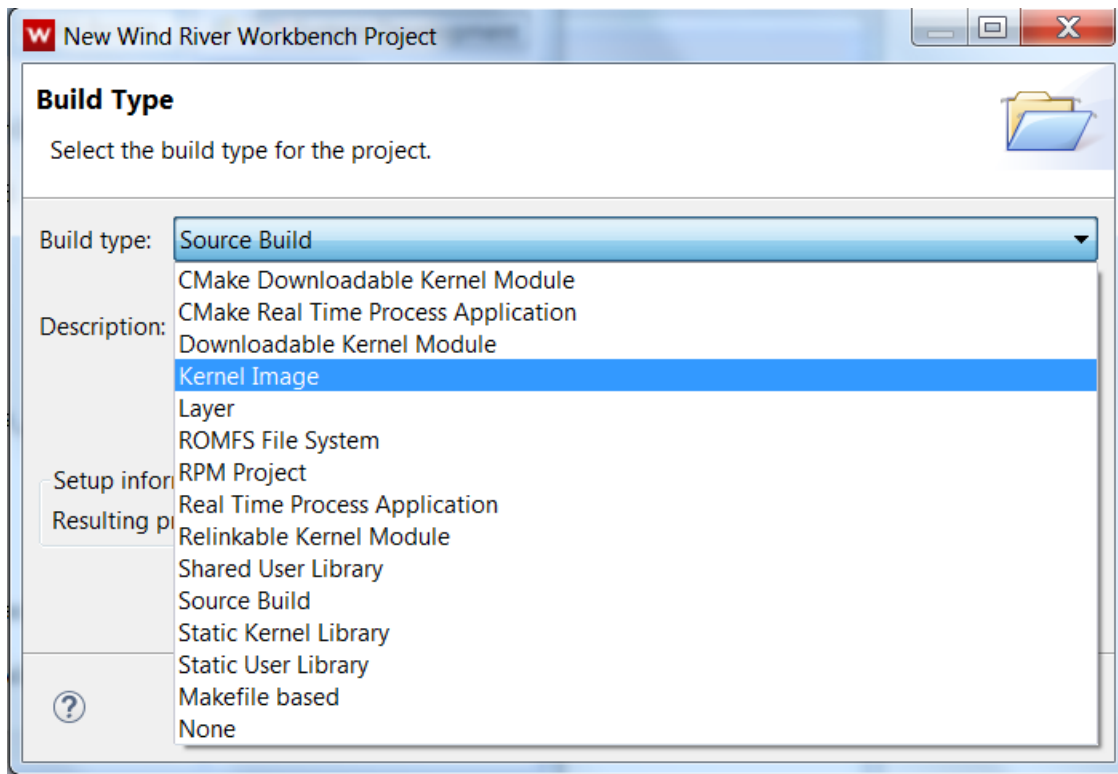 New Wind River Workbench Project
Build Type
Select the build type for the project.
Build type: Source Build
CMake Downloadable Kernel Module
CMake Real Time Process Application
Description:
Downloadable Kernel Module
Kernel Image
Layer
ROMFS File System
RPM Project
Setup
Real Time Process Application
Resulting
Relinkable Kernel Module
Shared User Library
Source Build
Static Kernel Library
Static User Library
Makefile based
None